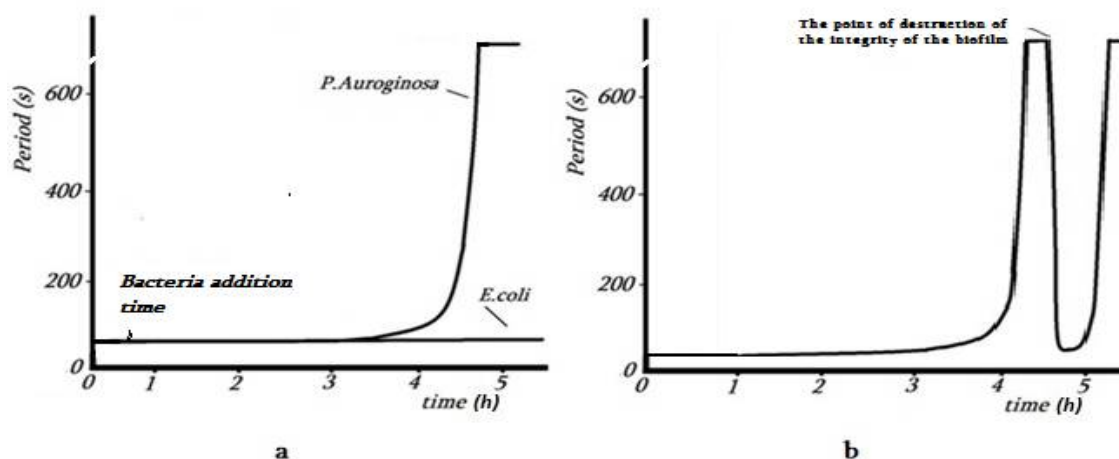 Period (s)
600
400
200
0
P.Auroginosa
Bacteria addition
time
E.coli
0 1 2 3 4 5
time (h)
a
The point of destruction of
the integrity of the biofilm
Period (s)
600
400
200
0
0 1 2 3 4 5
time (h)
b